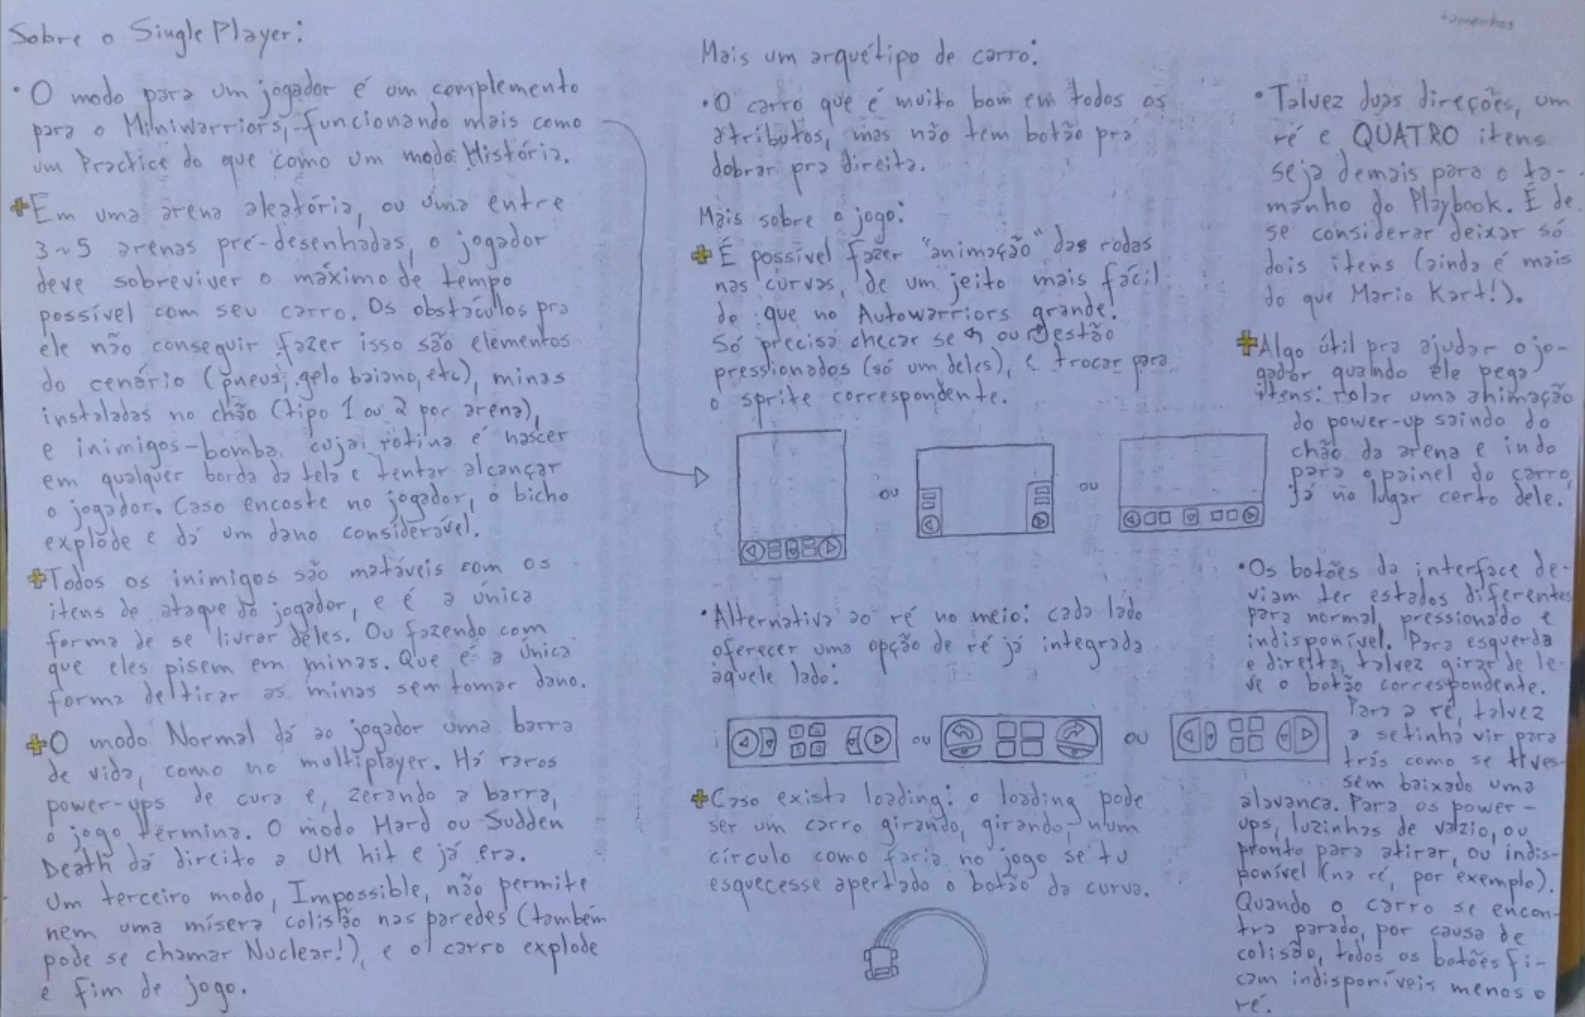 Sobre o Single Player:
• O modo para um jogador é um complemento
para o Miniwarriors, funcionando mais como
um Practice do que como um modo História.
+ Em uma arena aleatória, ou uma entre
3~5 arenas pré-desenhadas, o jogador
deve sobreviver o máximo de tempo
possível com seu carro. Os obstáculos pra
ele não conseguir fazer isso são elementos
do cenário (pneus, gelo baiano, etc), minas
instaladas no chão (tipo 1 ou 2 por arena),
e inimigos-bomba, cuja rotina é nascer
em qualquer borda da tela e tentar alcançar
o jogador. Caso encoste no jogador, o bicho
explode e dá um dano considerável.
+ Todos os inimigos são matáveis com os
itens de ataque do jogador, e é a única
forma de se livrar deles. Ou fazendo com
que eles pisem em minas. Que é a única
forma de tirar as minas sem tomar dano.
+ O modo Normal dá ao jogador uma barra
de vida, como no multiplayer. Há raros
power-ups de cura e, zerando a barra,
o jogo termina. O modo Hard ou Sudden
Death dá direito a UM hit e já era.
Um terceiro modo, Impossible, não permite
nem uma mísera colisão nas paredes (também
pode se chamar Nuclear!), e o carro explode
e fim de jogo.
Mais um arquétipo de carro:
• O carro que é muito bom em todos os
atributos, mas não tem botão pra
dobrar pra direita.
Mais sobre o jogo:
+ É possível fazer "animação" das rodas
nas curvas, de um jeito mais fácil
do que no Autowarriors grande.
Só precisa checar se ↰ ou ↱ estão
pressionados (só um deles), e trocar para
o sprite correspondente.
ou
ou
• Alternativa ao ré no meio: cada lado
oferecer uma opção de ré já integrada
àquele lado:
ou
ou
+ Caso exista loading: o loading pode
ser um carro girando, girando, num
círculo como faria no jogo se tu
esquecesse apertado o botão da curva.
tamanhos
• Talvez duas direções, um
ré e QUATRO itens
seja demais para o ta-
manho do Playbook. É de
se considerar deixar só
dois itens (ainda é mais
do que Mario Kart!).
+ Algo útil pra ajudar o jo-
gador quando ele pega
itens: rolar uma animação
do power-up saindo do
chão da arena e indo
para o painel do carro,
já no lugar certo dele.
• Os botões da interface de-
viam ter estados diferentes
para normal, pressionado e
indisponível. Para esquerda
e direita, talvez girar de le-
ve o botão correspondente.
Para a ré, talvez
a setinha vir para
trás como se tives-
sem baixado uma
alavanca. Para os power-
ups, luzinhas de vazio, ou
pronto para atirar, ou indis-
ponível (na ré, por exemplo).
Quando o carro se encon-
tra parado, por causa de
colisão, todos os botões fi-
cam indisponíveis menos o
ré.